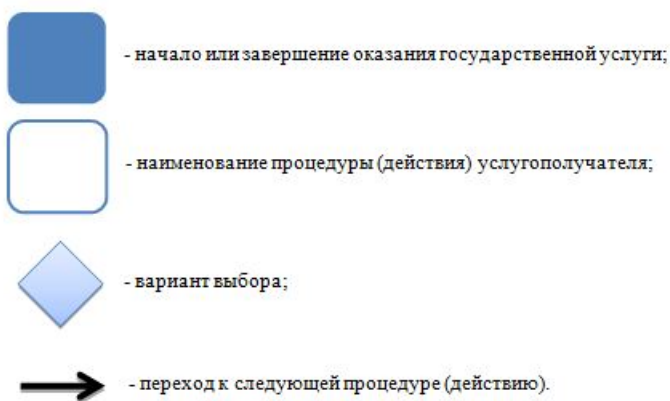 - начало или завершение оказания государственной услуги;
- наименование процедуры (действия) услугополучателя;
- вариант выбора;
- переход к следующей процедуре (действию).